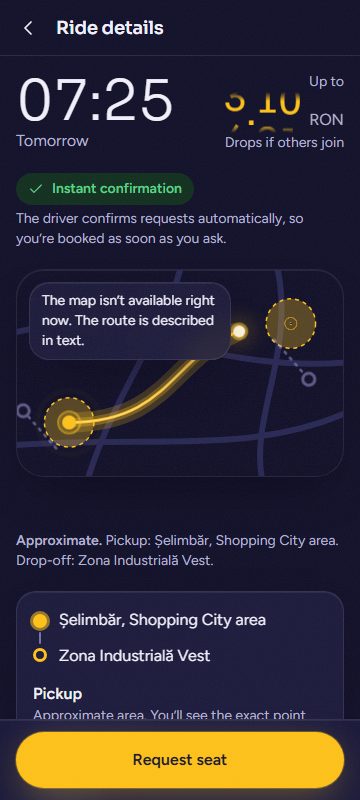 Ride details
07:25
Tomorrow
Up to
RON
Drops if others join
Instant confirmation
The driver confirms requests automatically, so
you’re booked as soon as you ask.
The map isn’t available right
now. The route is described
in text.
Approximate. Pickup: Șelimbăr, Shopping City area.
Drop-off: Zona Industrială Vest.
Șelimbăr, Shopping City area
Zona Industrială Vest
Pickup
Approximate area. You’ll see the exact point
Request seat